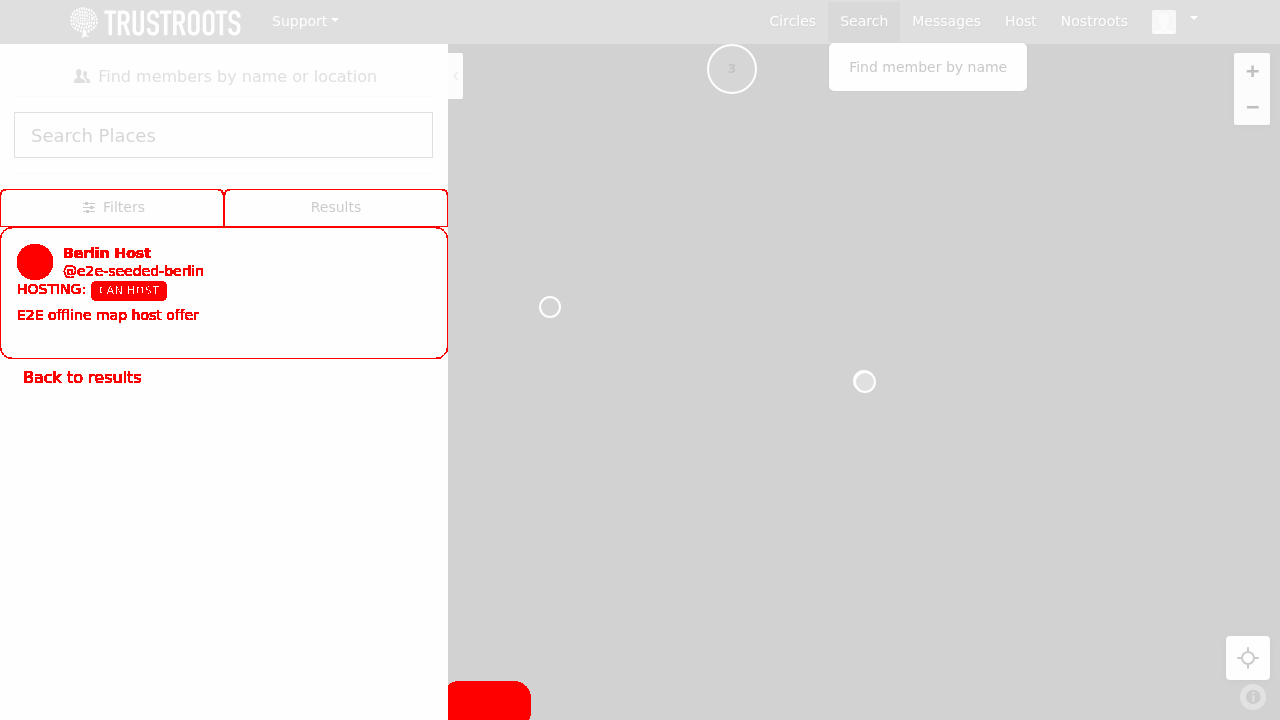 TRUSTROOTS
Support
Circles
Search
Messages
Host
Nostroots
Find members by name or location
3
Find member by name
Search Places
Filters
Results
Berlin Host
@e2e-seeded-berlin
HOSTING: CAN HOST
E2E offline map host offer
Back to results